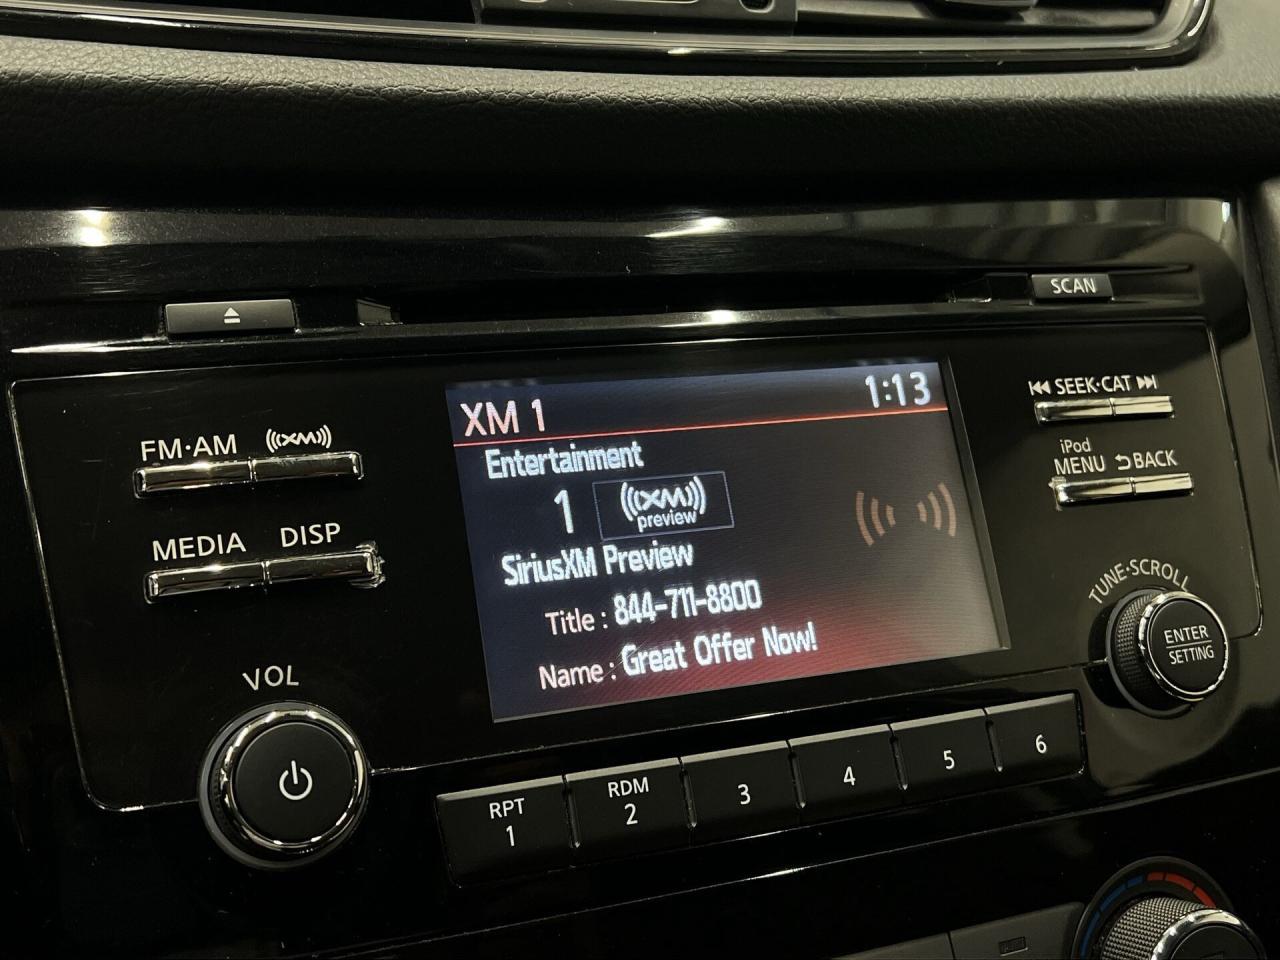 SCAN
SEEK·CAT
iPod
MENU BACK
FM·AM ((XM))
MEDIA DISP
XM 1 1:13
Entertainment
1 ((XM))
preview
SiriusXM Preview
Title : 844-711-8800
Name : Great Offer Now!
TUNE·SCROLL
ENTER
SETTING
VOL
RPT
1
RDM
2
3
4
5
6